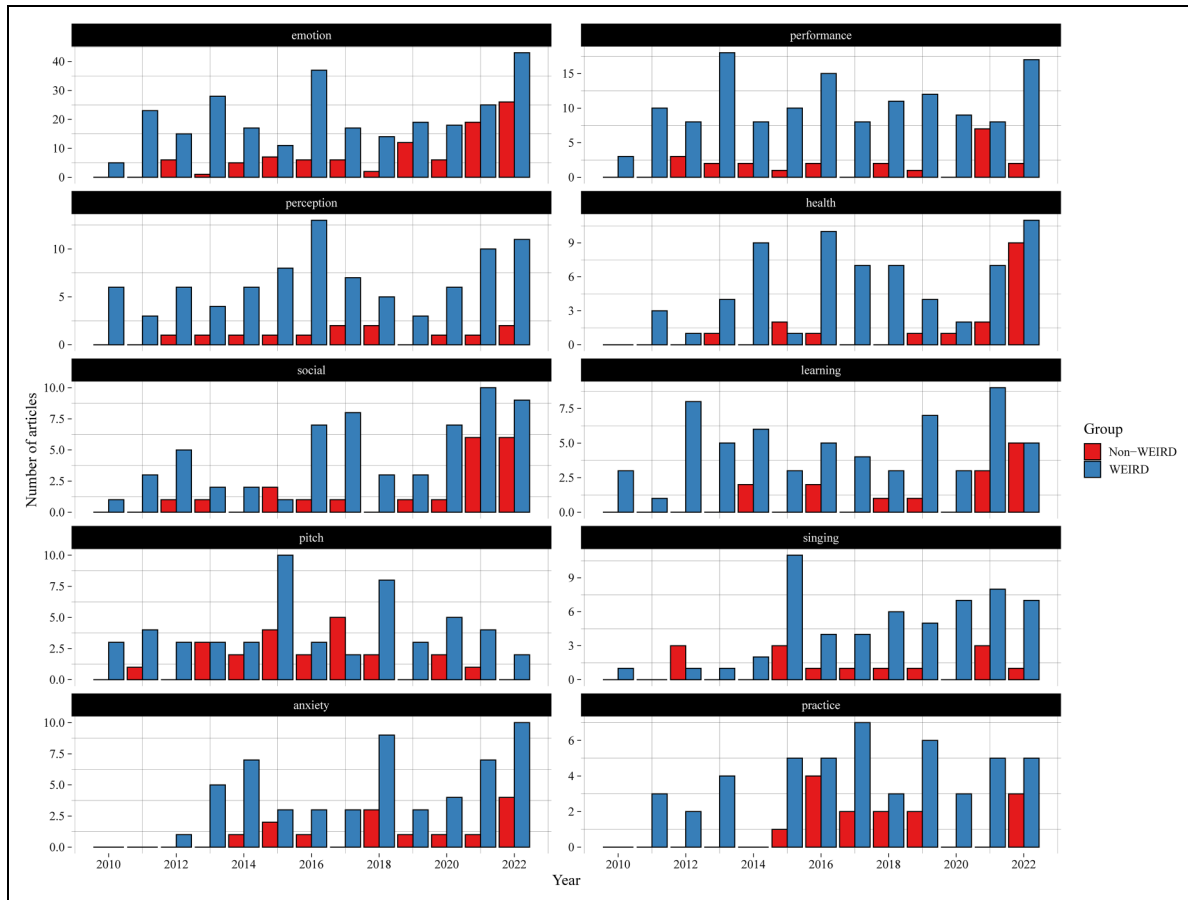 emotion
performance
40
30
20
10
0
15
10
5
0
perception
health
10
5
0
9
6
3
0
social
learning
10.0
7.5
5.0
2.5
0.0
7.5
5.0
2.5
0.0
pitch
singing
10.0
7.5
5.0
2.5
0.0
9
6
3
0
anxiety
practice
10.0
7.5
5.0
2.5
0.0
6
4
2
0
2010 2012 2014 2016 2018 2020 2022
2010 2012 2014 2016 2018 2020 2022
Year
Number of articles
Group
Non-WEIRD
WEIRD